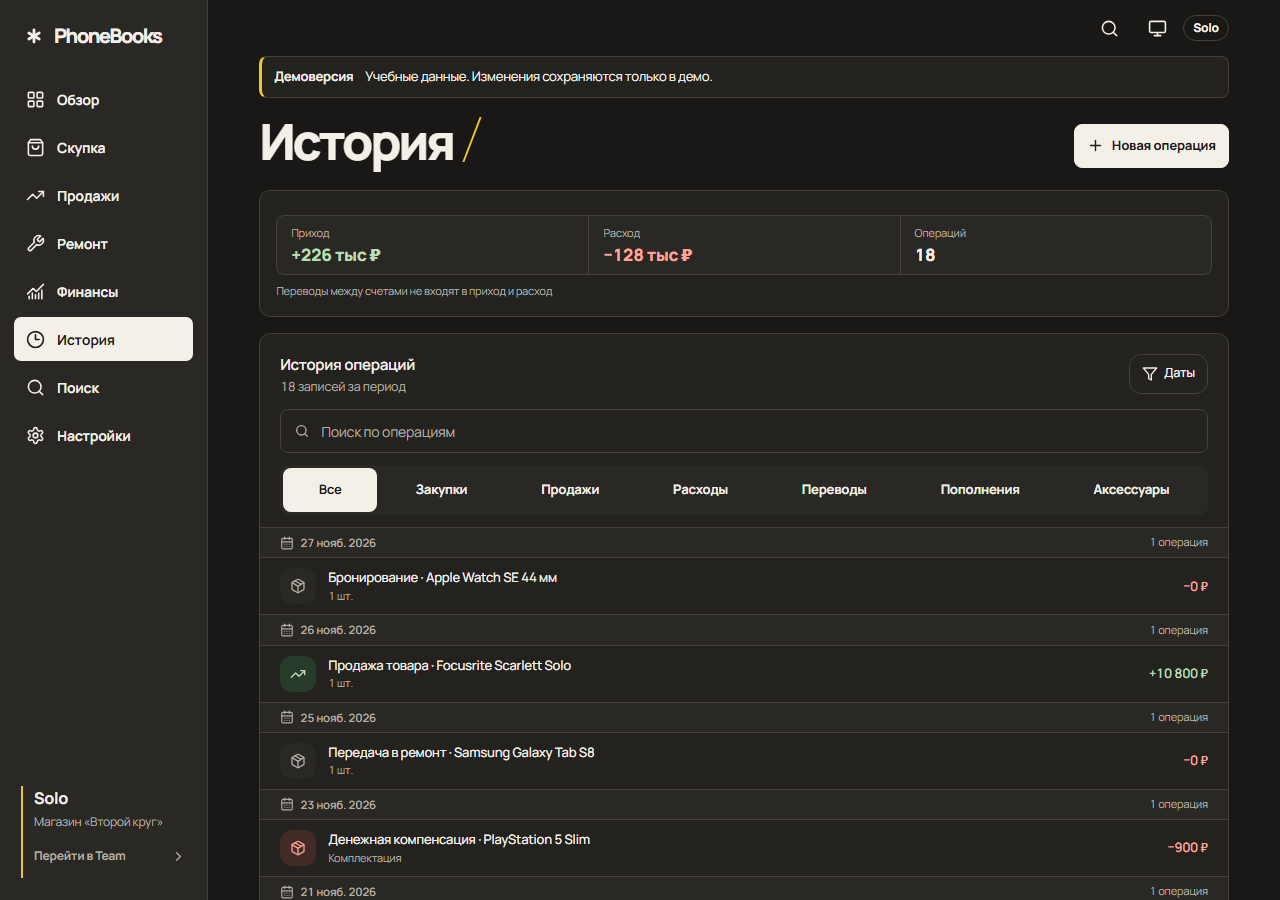 PhoneBooks
Обзор
Скупка
Продажи
Ремонт
Финансы
История
Поиск
Настройки
Solo
Магазин «Второй круг»
Перейти в Team
Solo
Демоверсия Учебные данные. Изменения сохраняются только в демо.
История /
Новая операция
Приход
+226 тыс ₽
Расход
−128 тыс ₽
Операций
18
Переводы между счетами не входят в приход и расход
История операций
18 записей за период
Даты
Поиск по операциям
Все Закупки Продажи Расходы Переводы Пополнения Аксессуары
27 нояб. 2026 1 операция
Бронирование · Apple Watch SE 44 мм
1 шт.
−0 ₽
26 нояб. 2026 1 операция
Продажа товара · Focusrite Scarlett Solo
1 шт.
+10 800 ₽
25 нояб. 2026 1 операция
Передача в ремонт · Samsung Galaxy Tab S8
1 шт.
−0 ₽
23 нояб. 2026 1 операция
Денежная компенсация · PlayStation 5 Slim
Комплектация
−900 ₽
21 нояб. 2026 1 операция